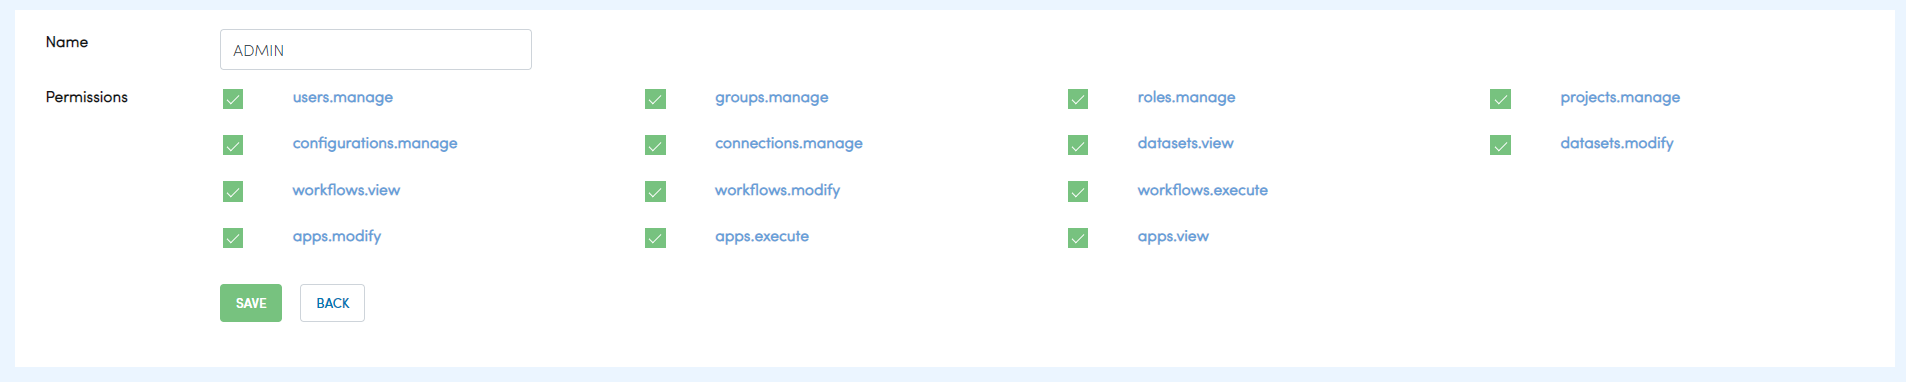 Name ADMIN
Permissions users.manage groups.manage roles.manage projects.manage
configurations.manage connections.manage datasets.view datasets.modify
workflows.view workflows.modify workflows.execute
apps.modify apps.execute apps.view
SAVE BACK